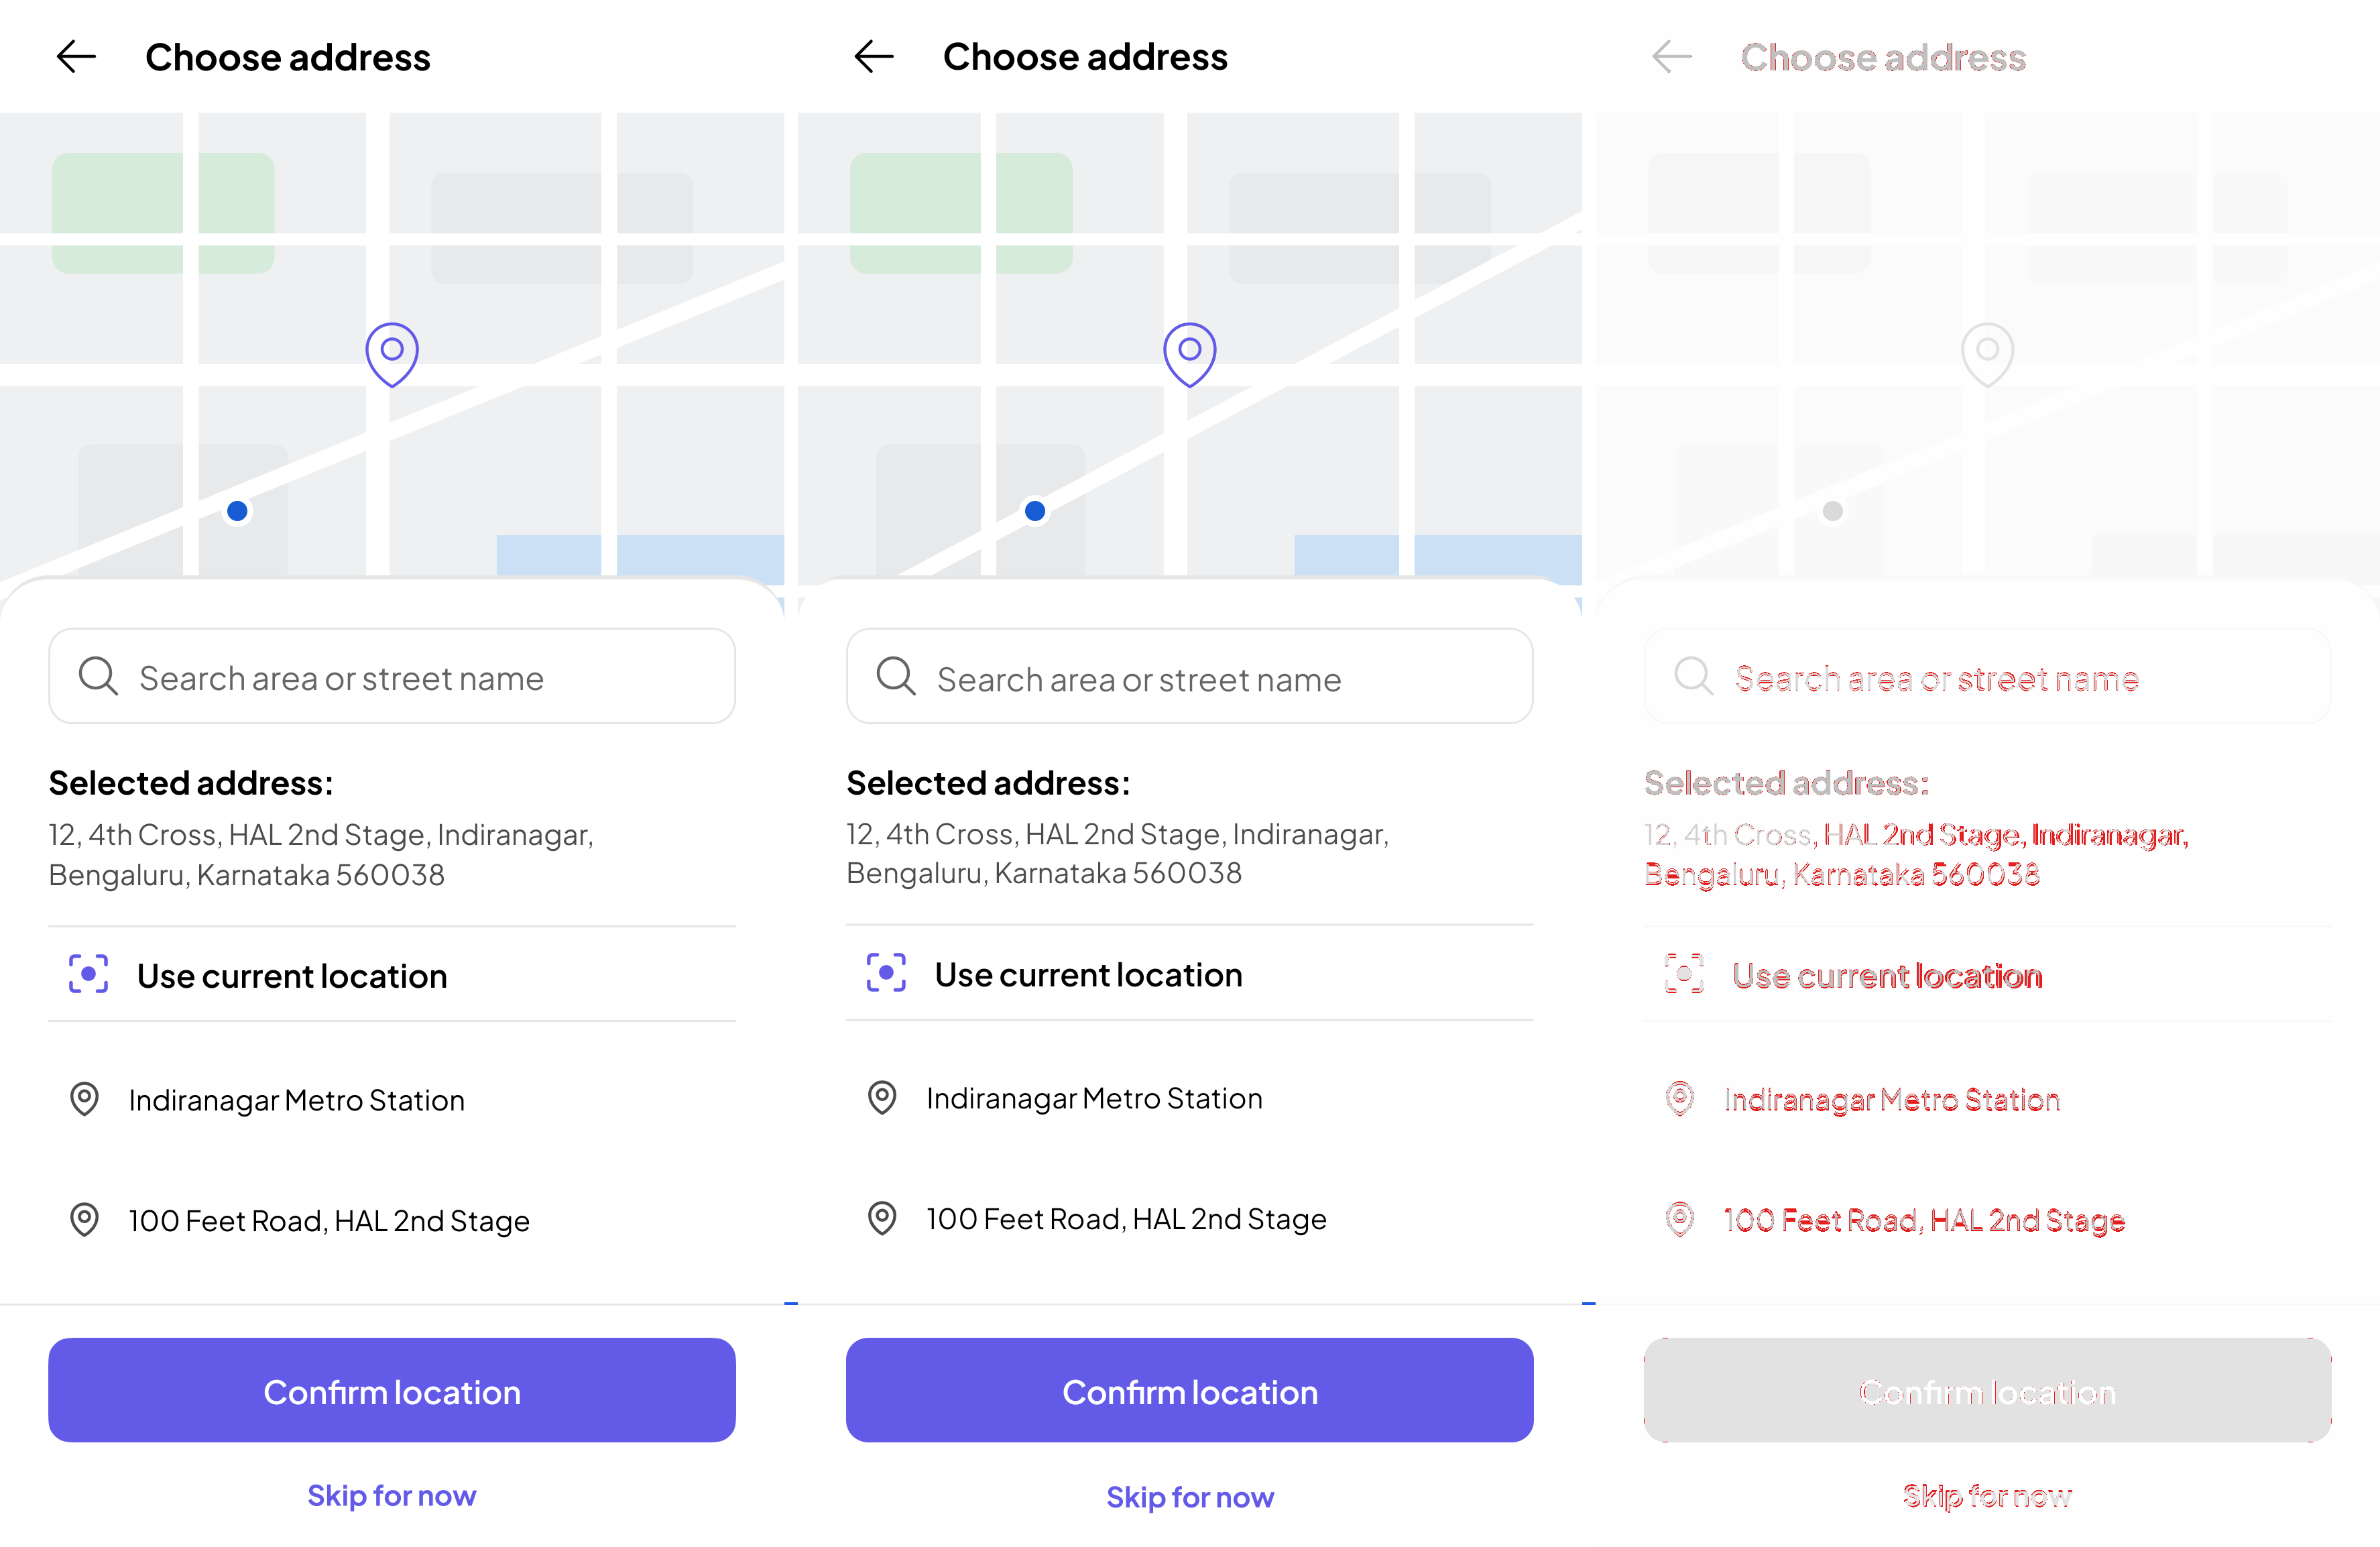 Choose address
Search area or street name
Selected address:
12, 4th Cross, HAL 2nd Stage, Indiranagar,
Bengaluru, Karnataka 560038
Use current location
Indiranagar Metro Station
100 Feet Road, HAL 2nd Stage
Confirm location
Skip for now
Choose address
Search area or street name
Selected address:
12, 4th Cross, HAL 2nd Stage, Indiranagar,
Bengaluru, Karnataka 560038
Use current location
Indiranagar Metro Station
100 Feet Road, HAL 2nd Stage
Confirm location
Skip for now
Choose address
Search area or street name
Selected address:
12, 4th Cross, HAL 2nd Stage, Indiranagar,
Bengaluru, Karnataka 560038
Use current location
Indiranagar Metro Station
100 Feet Road, HAL 2nd Stage
Confirm location
Skip for now